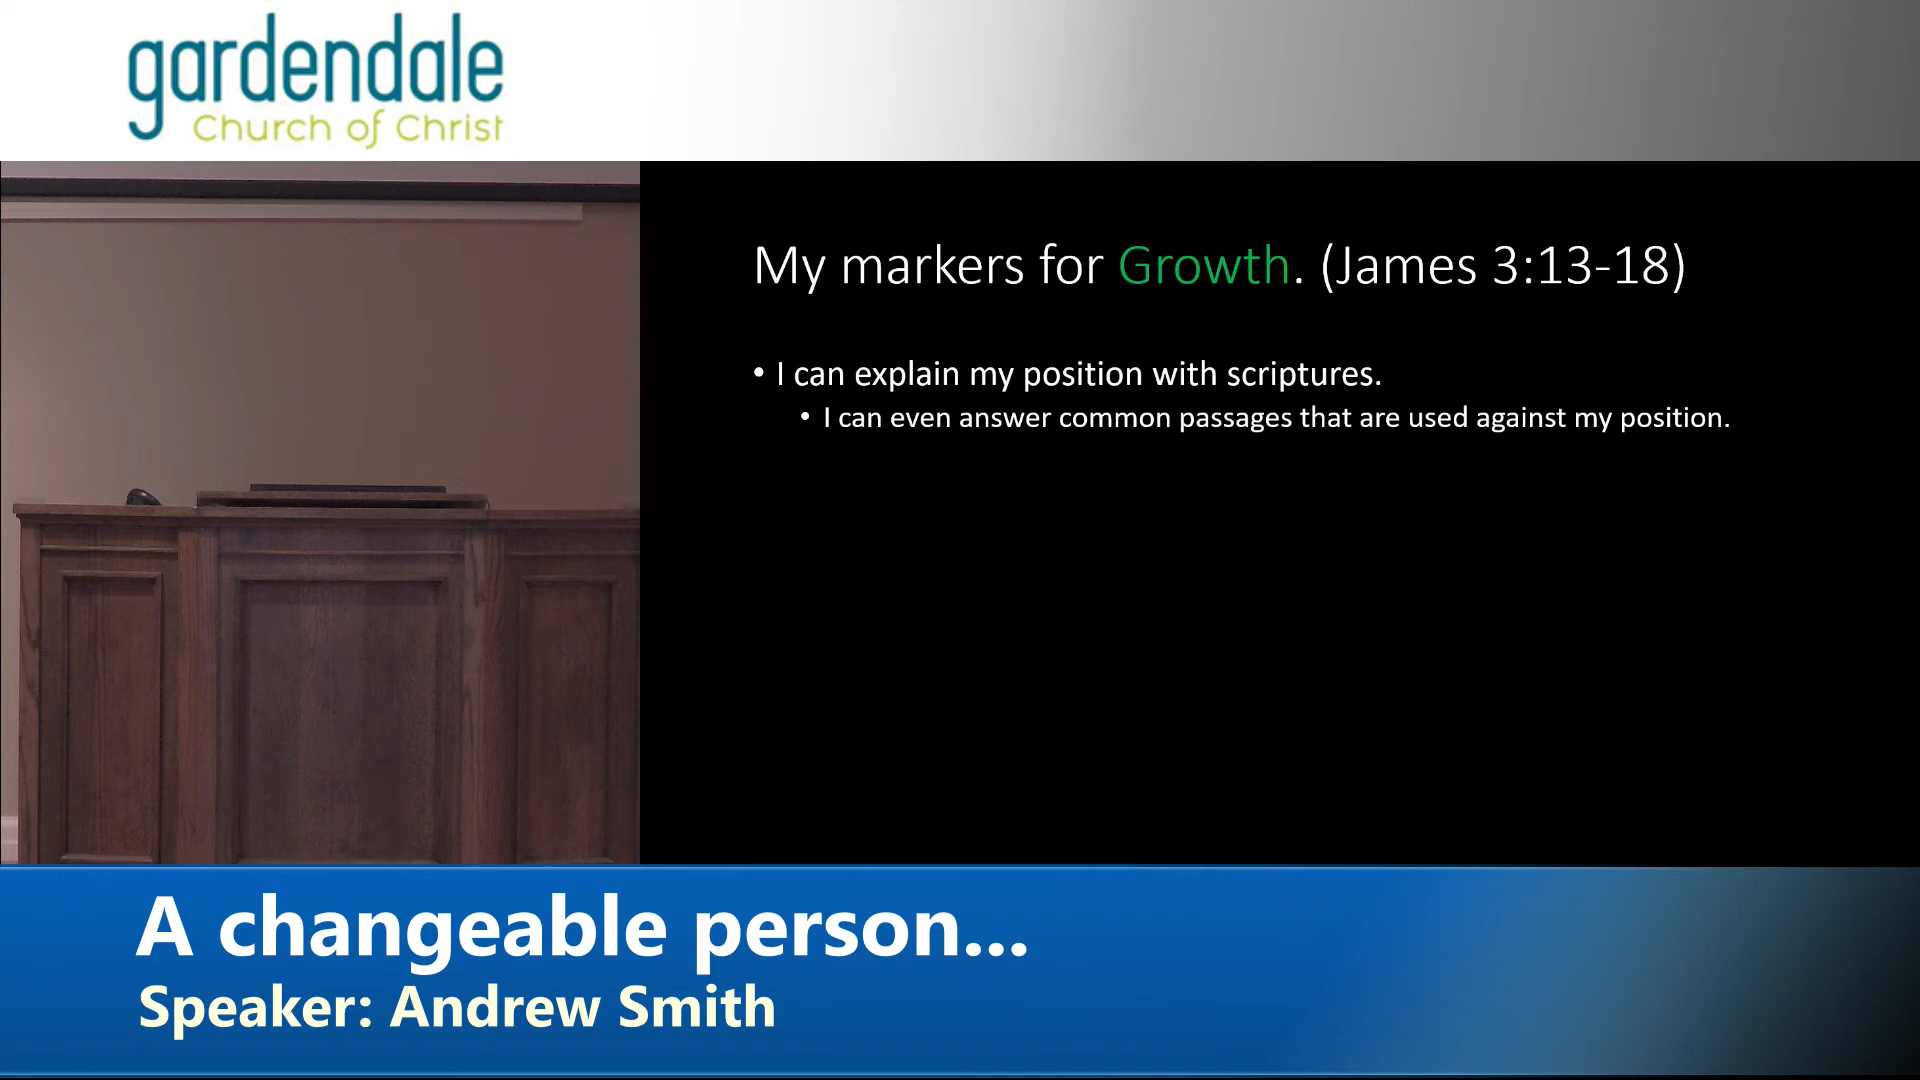 gardendale
Church of Christ
My markers for Growth. (James 3:13-18)
• I can explain my position with scriptures.
• I can even answer common passages that are used against my position.
A changeable person...
Speaker: Andrew Smith